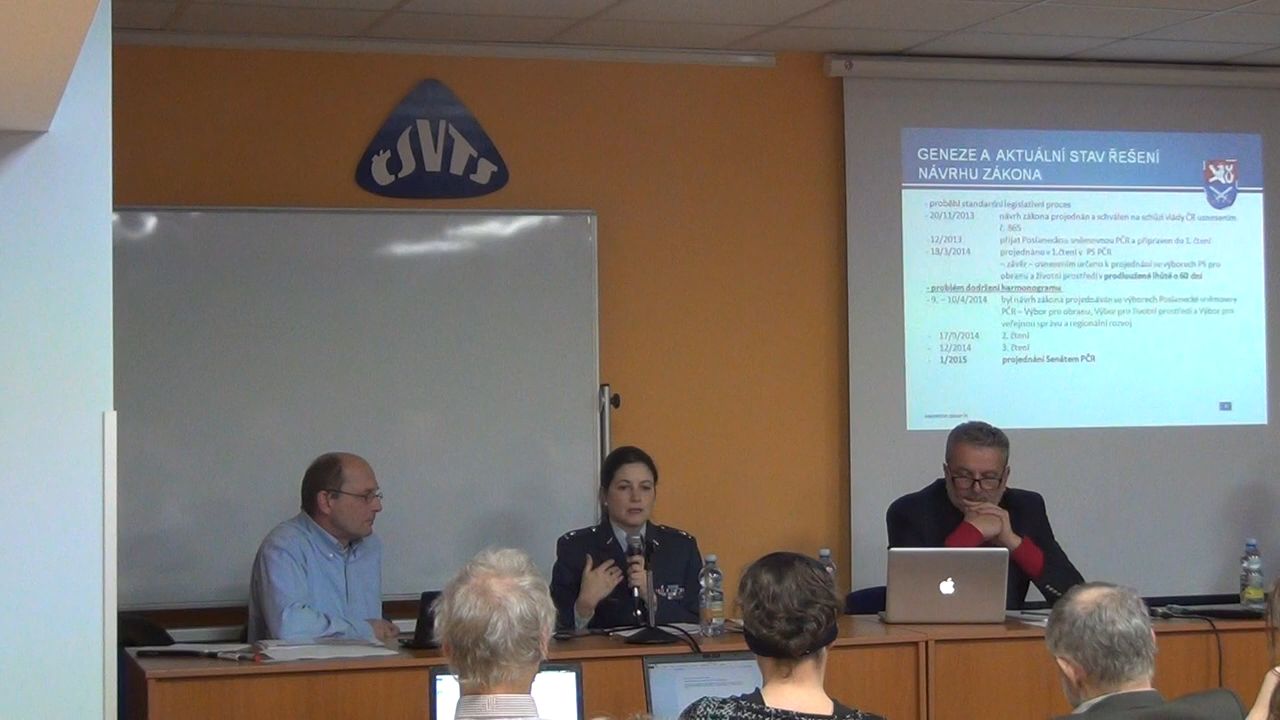 ČSVTS
GENEZE A AKTUÁLNÍ STAV ŘEŠENÍ
NÁVRHU ZÁKONA
- proběhl standardní legislativní proces
- 20/11/2013 návrh zákona projednán a schválen na schůzi vlády ČR usnesením
č. 865
- 12/2013 přijat Poslaneckou sněmovnou PČR a připraven do 1. čtení
- 18/3/2014 projednáno v 1.čtení v PS PČR
– závěr – usnesením určeno k projednání ve výborech PS pro
obranu a životní prostředí v prodloužené lhůtě o 60 dní
- problém dodržení harmonogramu
- 9. – 10/4/2014 byl návrh zákona projednáván ve výborech Poslanecké sněmovny
PČR – Výbor pro obranu, Výbor pro životní prostředí a Výbor pro
veřejnou správu a regionální rozvoj
- 17/9/2014 2. čtení
- 12/2014 3. čtení
- 1/2015 projednání Senátem PČR